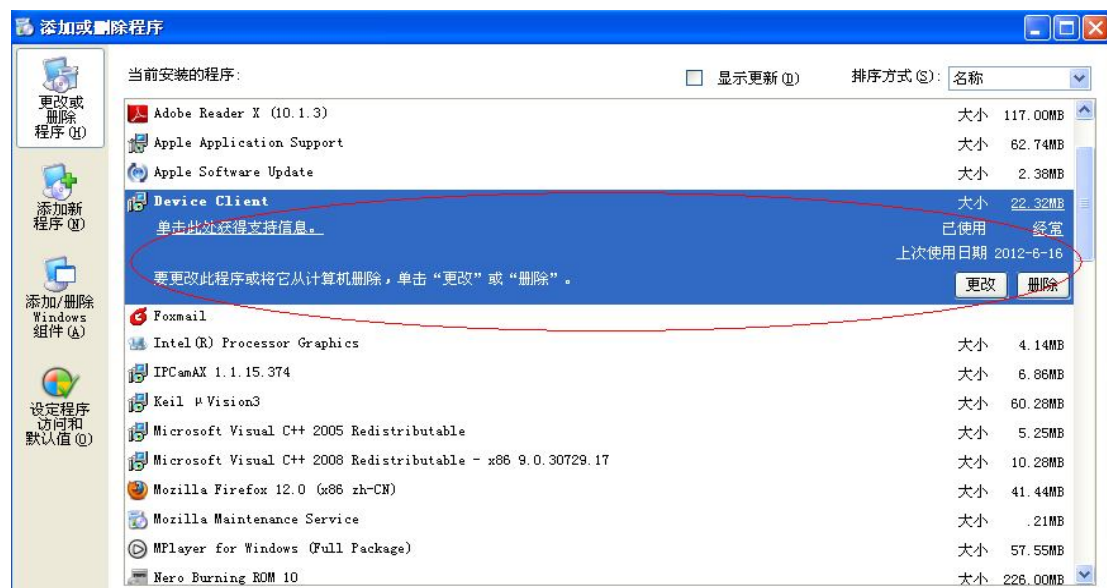 添加或删除程序
更改或
删除
程序(H)
添加新
程序(N)
添加/删除
Windows
组件(A)
设定程序
访问和
默认值(O)
当前安装的程序:
显示更新(D)
排序方式(S): 名称
Adobe Reader X (10.1.3) 大小 117.00MB
Apple Application Support 大小 62.74MB
Apple Software Update 大小 2.38MB
Device Client 大小 22.32MB
单击此处获得支持信息。 已使用 经常
上次使用日期 2012-6-16
要更改此程序或将它从计算机删除，单击“更改”或“删除”。 更改 删除
Foxmail
Intel(R) Processor Graphics 大小 4.14MB
IPCamAX 1.1.15.374 大小 6.86MB
Keil μVision3 大小 60.28MB
Microsoft Visual C++ 2005 Redistributable 大小 5.25MB
Microsoft Visual C++ 2008 Redistributable - x86 9.0.30729.17 大小 10.28MB
Mozilla Firefox 12.0 (x86 zh-CN) 大小 41.44MB
Mozilla Maintenance Service 大小 .21MB
MPlayer for Windows (Full Package) 大小 57.55MB
Nero Burning ROM 10 大小 226.00MB